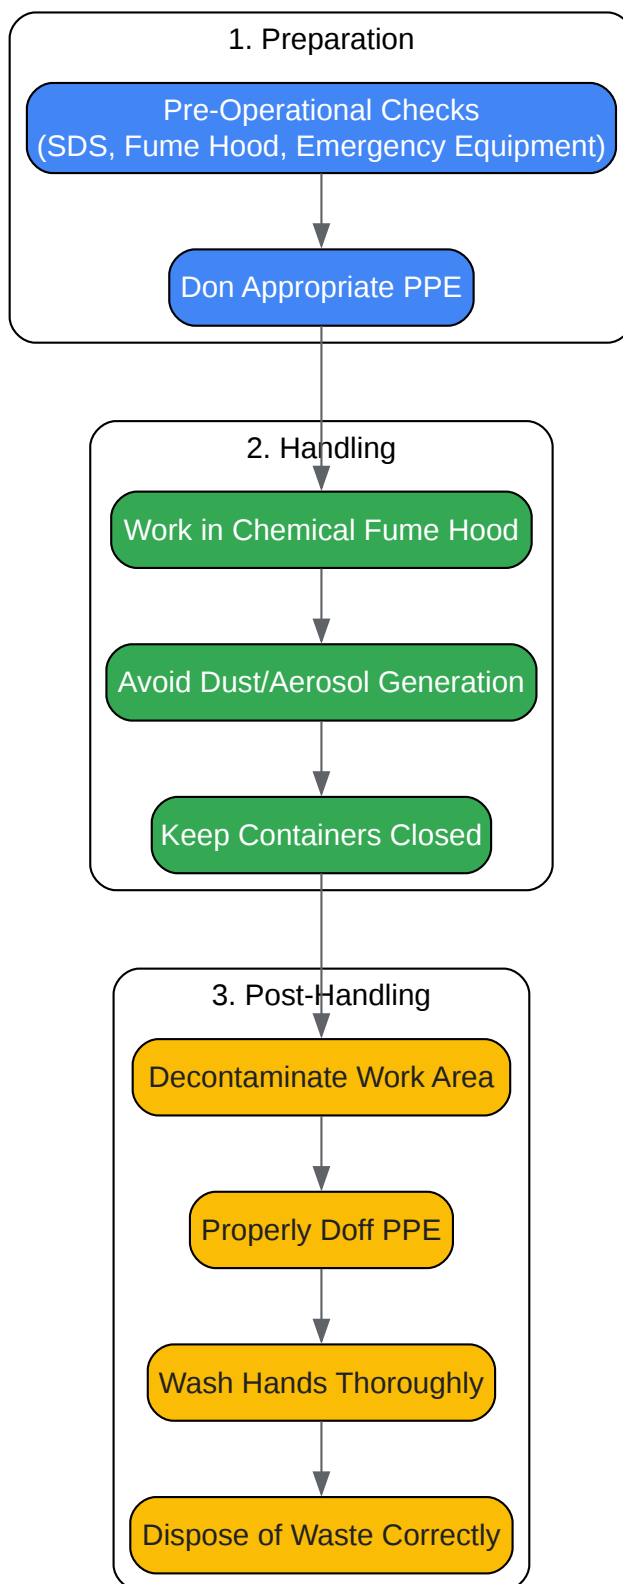 1. Preparation
Pre-Operational Checks
(SDS, Fume Hood, Emergency Equipment)
Don Appropriate PPE
2. Handling
Work in Chemical Fume Hood
Avoid Dust/Aerosol Generation
Keep Containers Closed
3. Post-Handling
Decontaminate Work Area
Properly Doff PPE
Wash Hands Thoroughly
Dispose of Waste Correctly